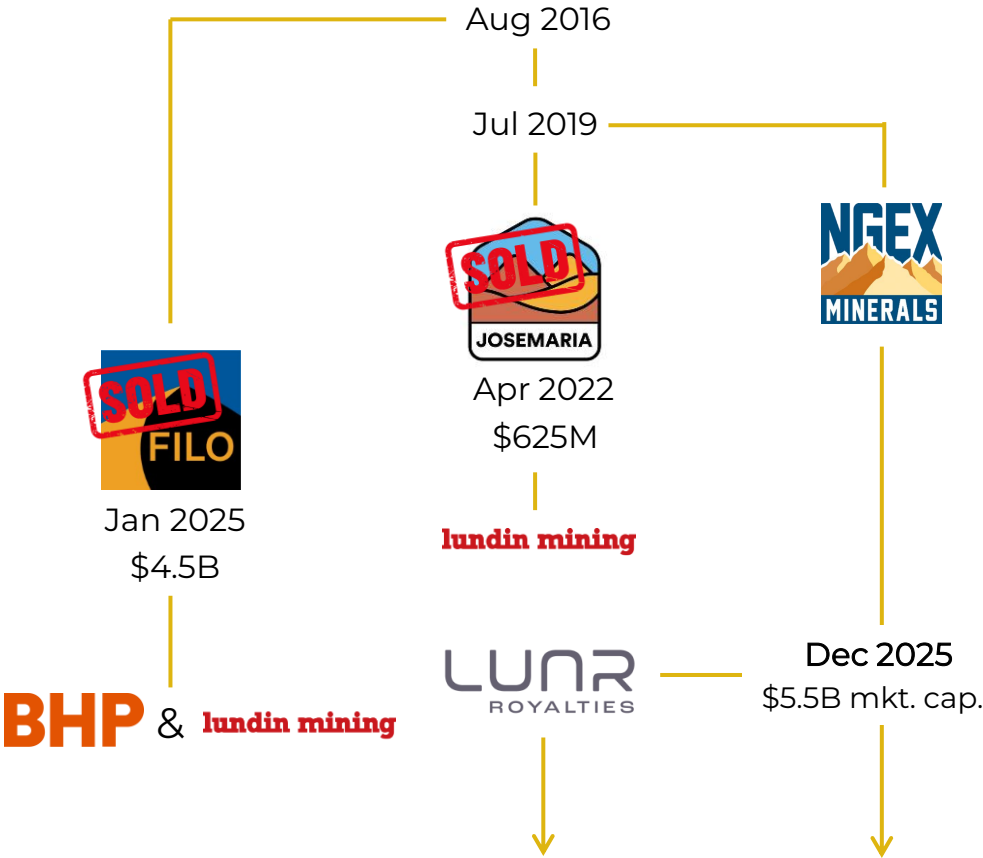 Aug 2016
Jul 2019
NGEX
MINERALS
SOLD
JOSEMARIA
Apr 2022
$625M
lundin mining
SOLD
FILO
Jan 2025
$4.5B
BHP & lundin mining
LUNR
ROYALTIES
Dec 2025
$5.5B mkt. cap.